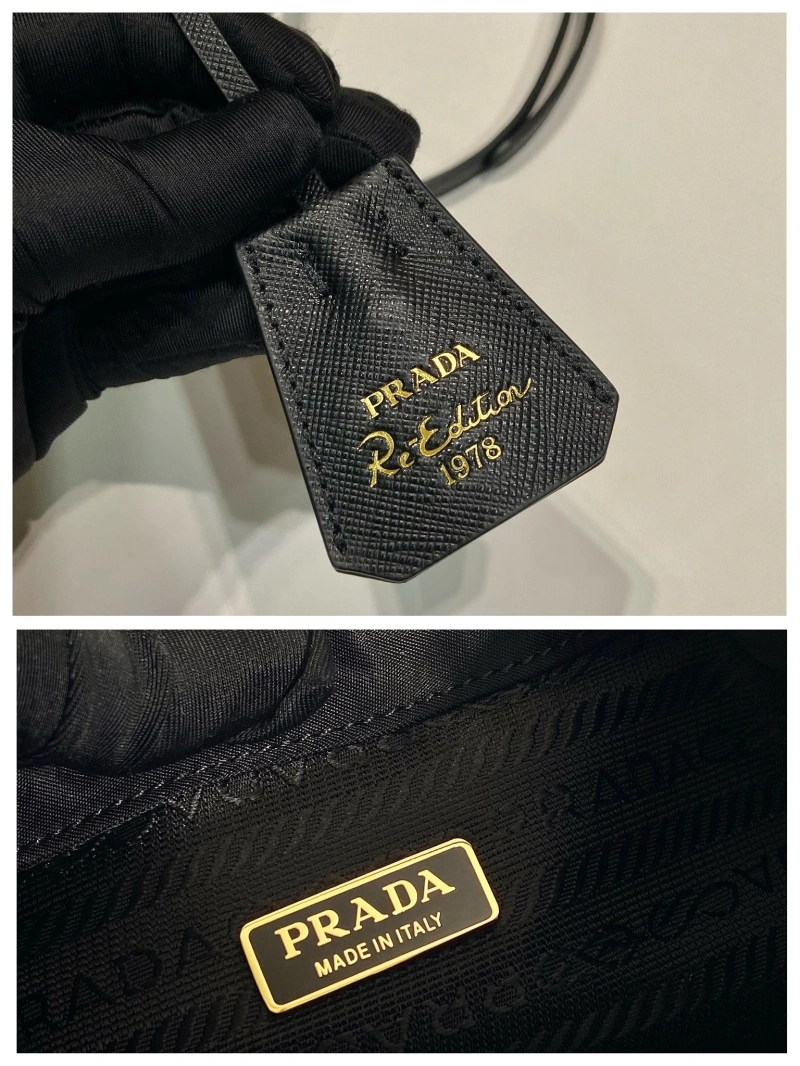 PRADA
Re-Edition
1978
PRADA
MADE IN ITALY